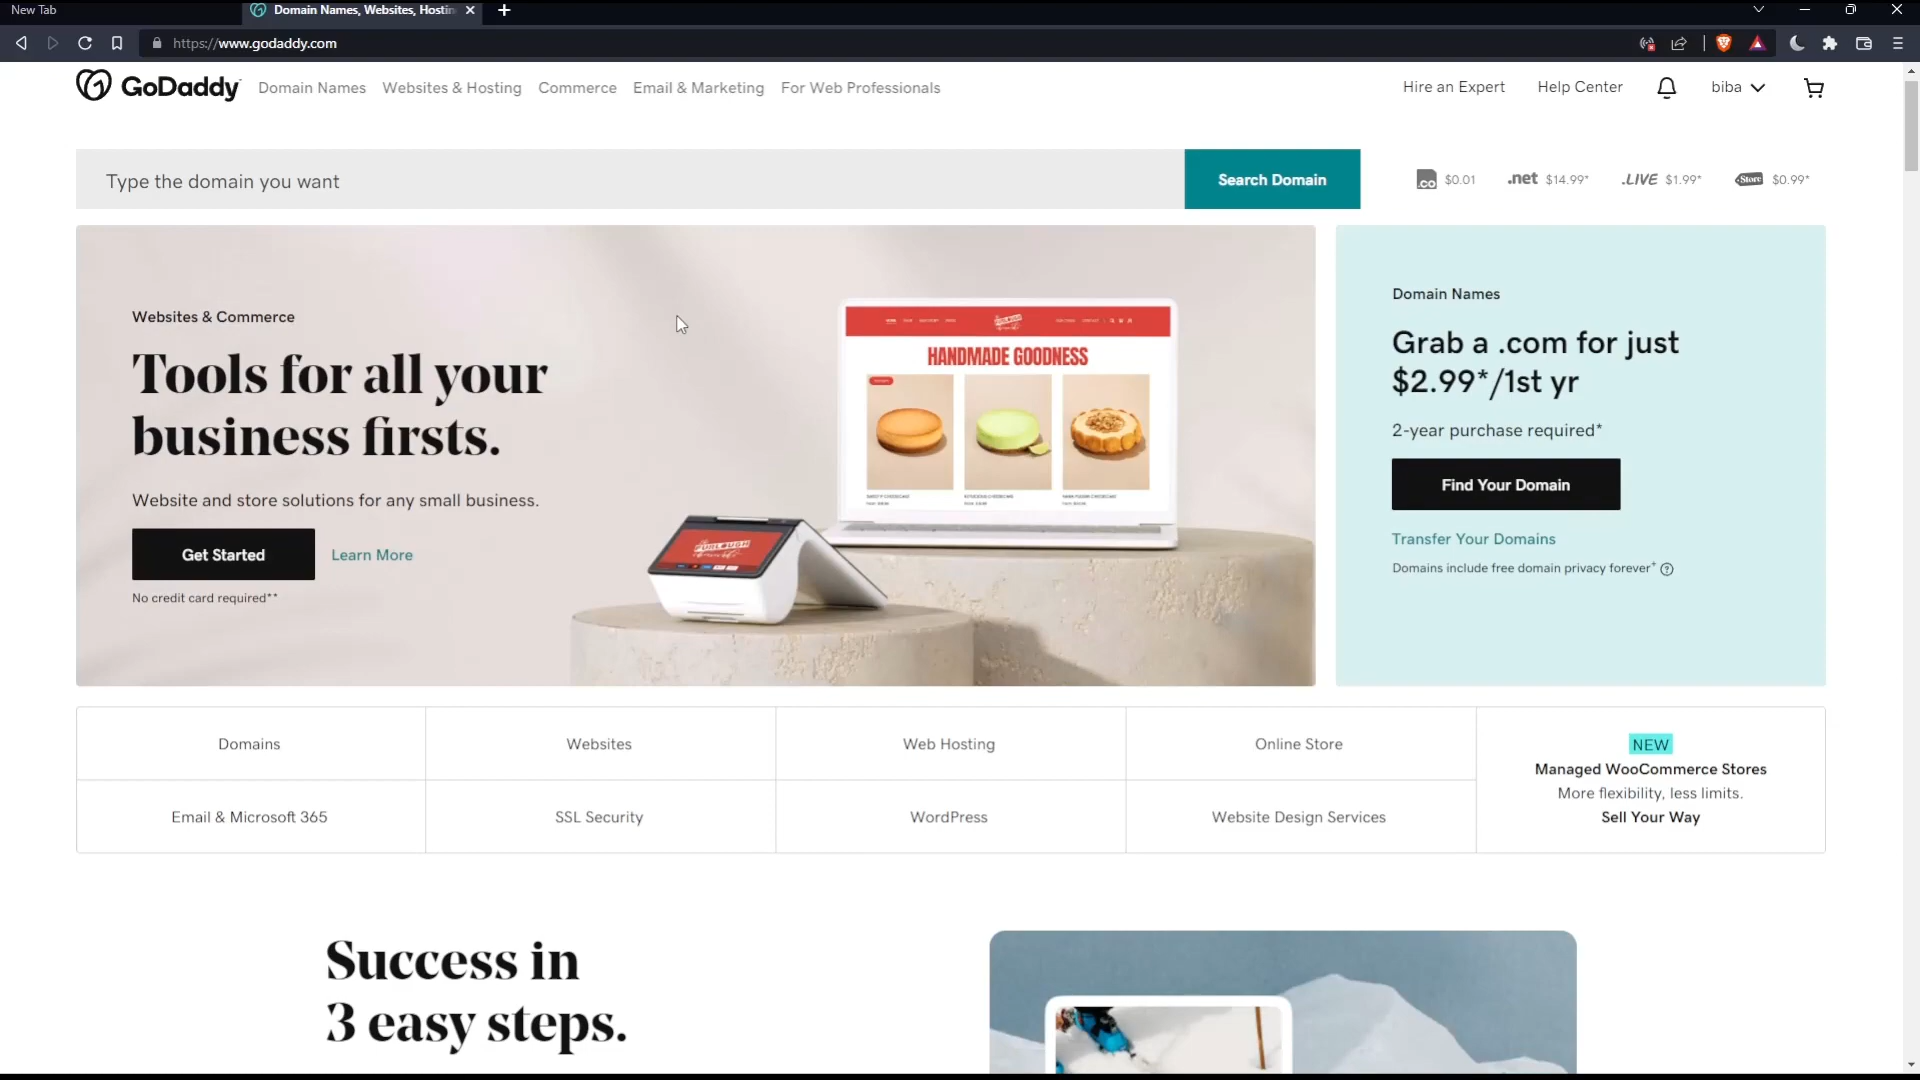 New Tab
Domain Names, Websites, Hostin
https://www.godaddy.com
GoDaddy
Domain Names
Websites & Hosting
Commerce
Email & Marketing
For Web Professionals
Hire an Expert
Help Center
biba
Type the domain you want
Search Domain
.co $0.01
.net $14.99*
.LIVE $1.99*
Store $0.99*
Websites & Commerce
Tools for all your
business firsts.
Website and store solutions for any small business.
Get Started
Learn More
No credit card required**
HANDMADE GOODNESS
Domain Names
Grab a .com for just
$2.99*/1st yr
2-year purchase required*
Find Your Domain
Transfer Your Domains
Domains include free domain privacy forever+
Domains
Websites
Web Hosting
Online Store
NEW
Managed WooCommerce Stores
More flexibility, less limits.
Sell Your Way
Email & Microsoft 365
SSL Security
WordPress
Website Design Services
Success in
3 easy steps.